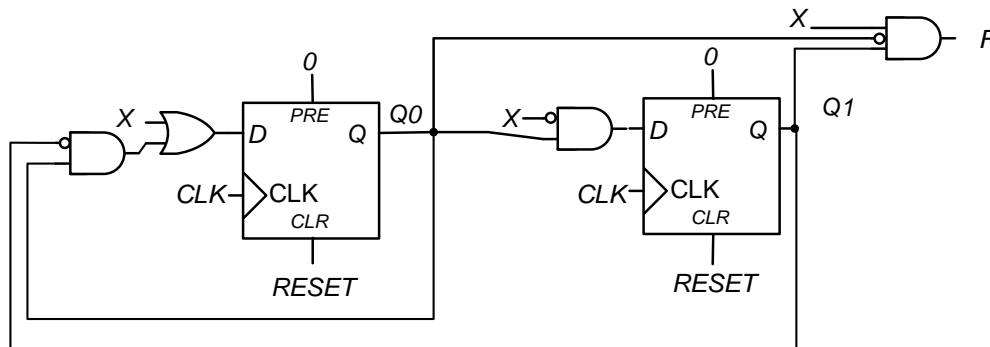 X
F
0
0
X
PRE
Q0
X
PRE
Q1
D
Q
D
Q
CLK
CLK
CLK
CLK
CLR
CLR
RESET
RESET